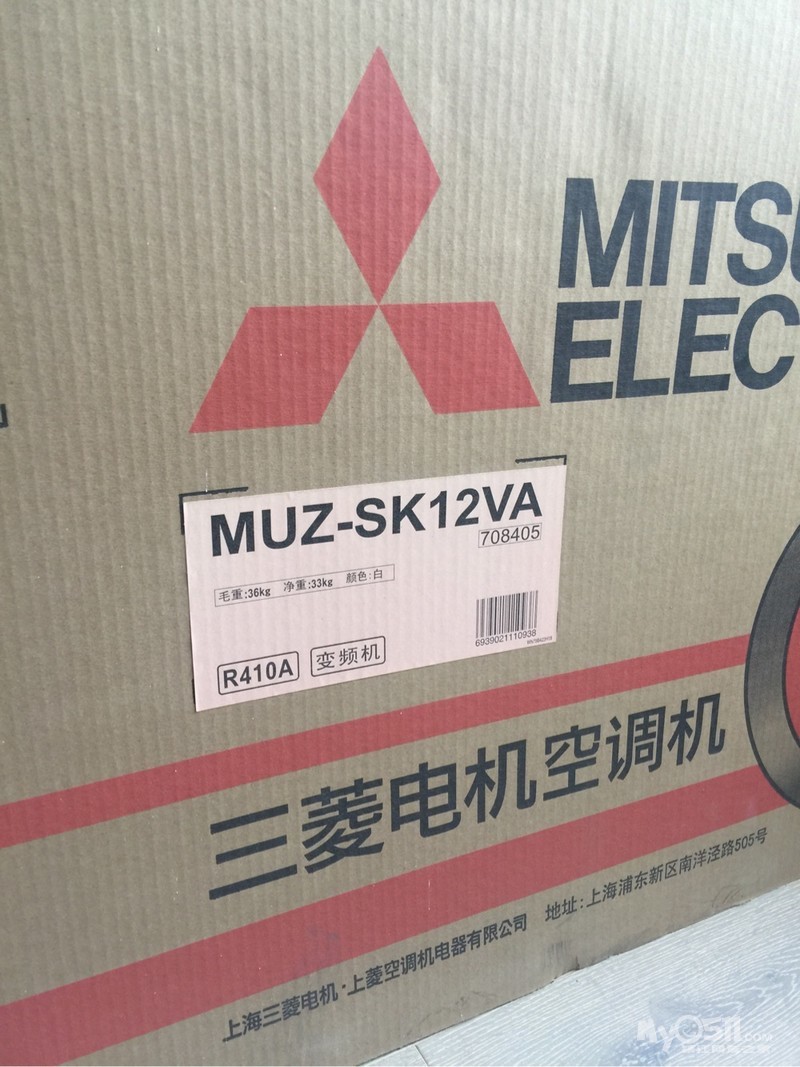 MITSU
ELEC
MUZ-SK12VA
708405
毛重:36kg 净重:33kg 颜色:白
6939021110938
R410A 变频机
三菱电机空调机
上海三菱电机·上菱空调机电器有限公司 地址:上海浦东新区南洋泾路505号
MyOSM.COM